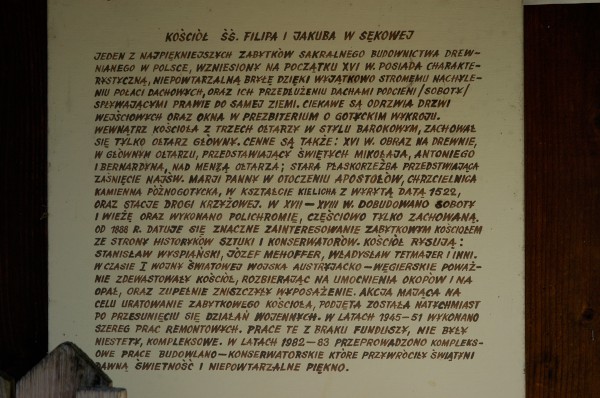 KOŚCIÓŁ ŚŚ. FILIPA I JAKUBA W SĘKOWEJ
JEDEN Z NAJPIĘKNIEJSZYCH ZABYTKÓW SAKRALNEGO BUDOWNICTWA DREW–
NIANEGO W POLSCE, WZNIESIONY NA POCZĄTKU XVI W. POSIADA CHARAKTE–
RYSTYCZNĄ, NIEPOWTARZALNĄ BRYŁĘ DZIĘKI WYJĄTKOWO STROMEMU NACHYLE–
NIU POŁACI DACHOWYCH, ORAZ ICH PRZEDŁUŻENIU DACHAMI PODCIENI /SOBOTY/
SPŁYWAJĄCYMI PRAWIE DO SAMEJ ZIEMI. CIEKAWE SĄ ODRZWIA DRZWI
WEJŚCIOWYCH ORAZ OKNA W PREZBITERIUM O GOTYCKIM WYKROJU.
WEWNĄTRZ KOŚCIOŁA Z TRZECH OŁTARZY W STYLU BAROKOWYM, ZACHOWAŁ
SIĘ TYLKO OŁTARZ GŁÓWNY. CENNE SĄ TAKŻE: XVI W. OBRAZ NA DREWNIE,
W GŁÓWNYM OŁTARZU, PRZEDSTAWIAJĄCY ŚWIĘTYCH MIKOŁAJA, ANTONIEGO
I BERNARDYNA, NAD MENZĄ OŁTARZA; STARA PŁASKORZEŹBA PRZEDSTAWIAJĄCA
ZAŚNIĘCIE NAJŚW. MARJI PANNY W OTOCZENIU APOSTUŁÓW, CHRZCIELNICA
KAMIENNA PÓŹNOGOTYCKA, W KSZTAŁCIE KIELICHA Z WYRYTĄ DATĄ 1522,
ORAZ STACJE DROGI KRZYŻOWEJ. W XVII–XVIII W. DOBUDOWANO SOBOTY
I WIEŻĘ ORAZ WYKONANO POLICHROMIĘ, CZĘŚCIOWO TYLKO ZACHOWANĄ.
OD 1888 R. DATUJE SIĘ ZNACZNE ZAINTERESOWANIE ZABYTKOWYM KOŚCIOŁEM
ZE STRONY HISTORYKÓW SZTUKI I KONSERWATORÓW. KOŚCIÓŁ RYSUJĄ:
STANISŁAW WYSPIAŃSKI, JÓZEF MEHOFFER, WŁADYSŁAW TETMAJER I INNI.
W CZASIE I WOJNY ŚWIATOWEJ WOJSKA AUSTRYJACKO–WĘGIERSKIE POWAŻ–
NIE ZDEWASTOWAŁY KOŚCIÓŁ, ROZBIERAJĄC NA UMOCNIENIA OKOPÓW I NA
OPAŁ, ORAZ ZUPEŁNIE ZNISZCZYŁY WYPOSAŻENIE. AKCJA MAJĄCA NA
CELU URATOWANIE ZABYTKOWEGO KOŚCIOŁA, PODJĘTA ZOSTAŁA NATYCHMIAST
PO PRZESUNIĘCIU SIĘ DZIAŁAŃ WOJENNYCH. W LATACH 1945–51 WYKONANO
SZEREG PRAC REMONTOWYCH. PRACE TE Z BRAKU FUNDUSZY, NIE BYŁY
NIESTETY, KOMPLEKSOWE. W LATACH 1982–83 PRZEPROWADZONO KOMPLEKS–
OWE PRACE BUDOWLANO–KONSERWATORSKIE KTÓRE PRZYWRÓCIŁY ŚWIĄTYNI
DAWNĄ ŚWIETNOŚĆ I NIEPOWTARZALNE PIĘKNO.